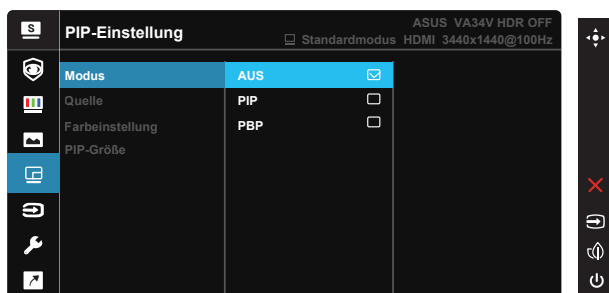 S
PIP-Einstellung
ASUS VA34V HDR OFF
Standardmodus HDMI 3440x1440@100Hz
Modus
AUS
Quelle
PIP
Farbeinstellung
PBP
PIP-Größe